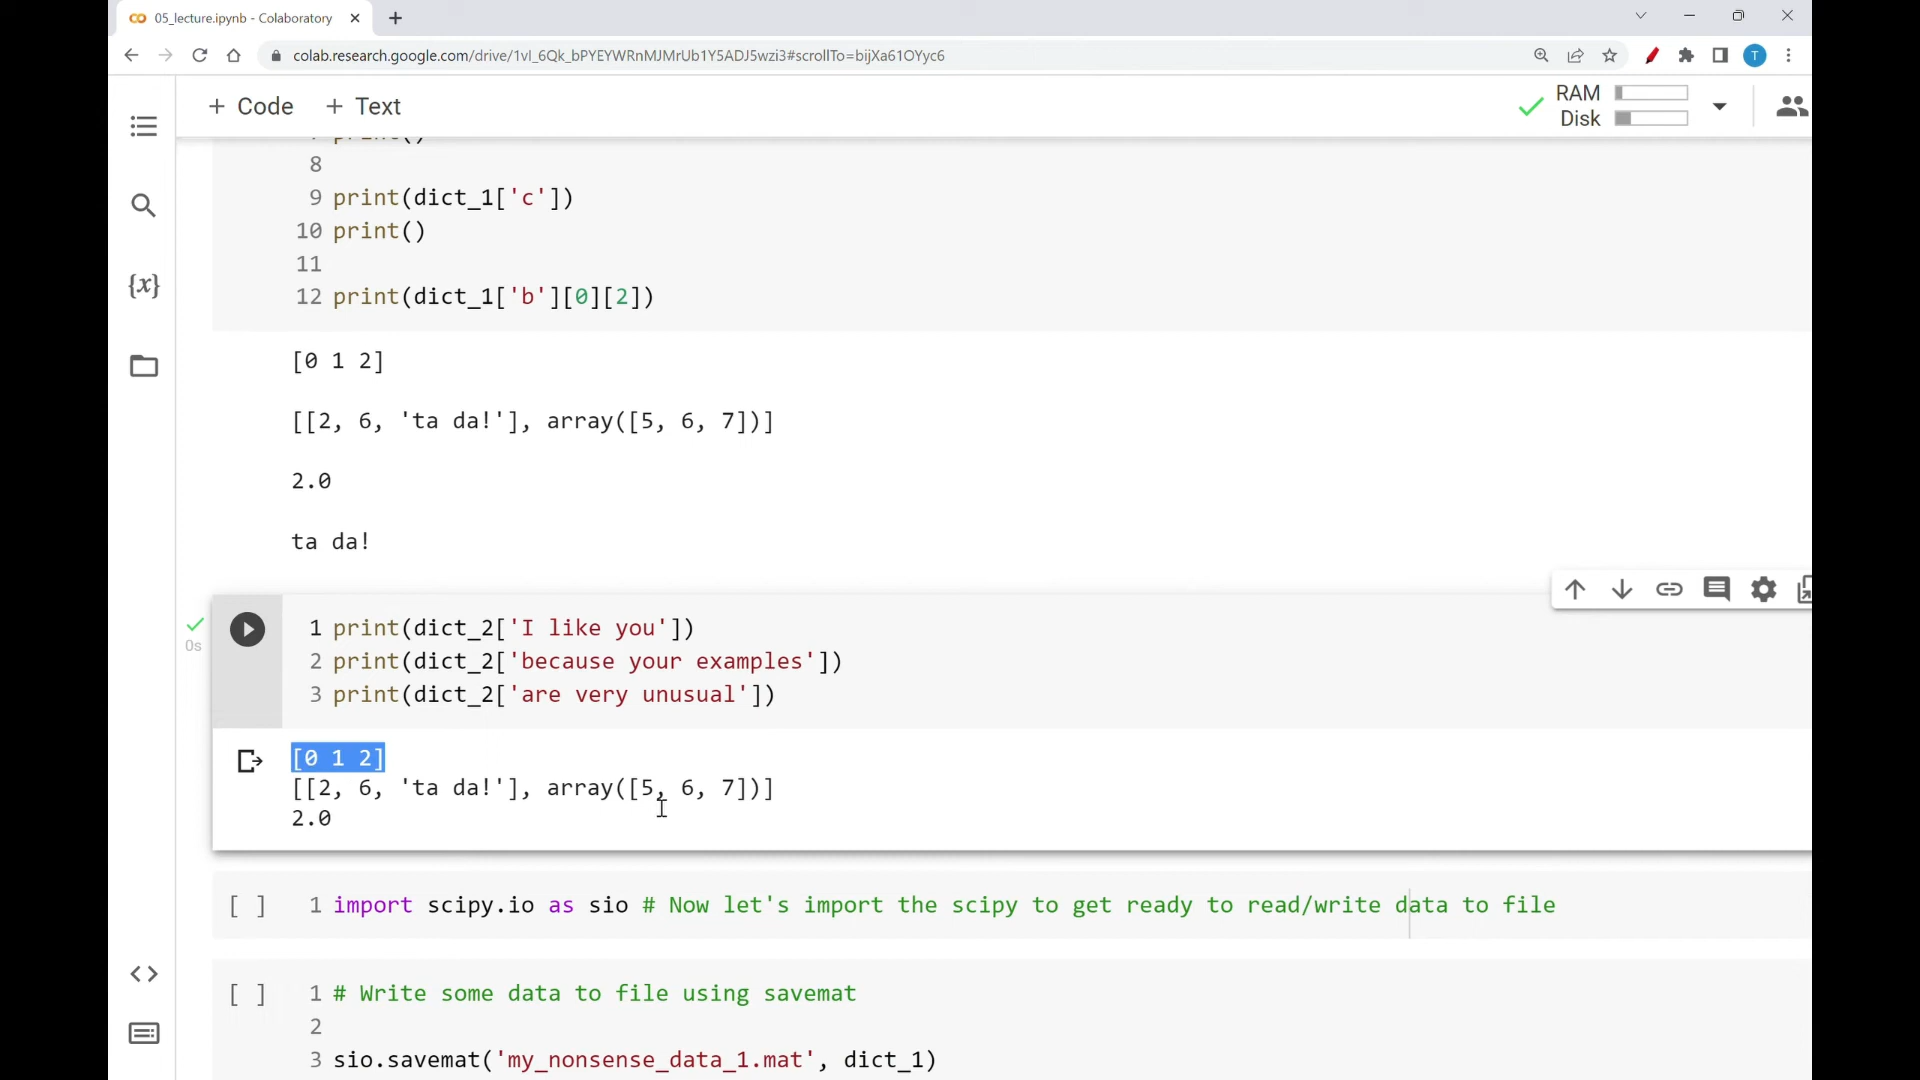 05_lecture.ipynb - Colaboratory
colab.research.google.com/drive/1vl_6Qk_bPYEYWRnMJMrUb1Y5ADJ5wzi3#scrollTo=bijXa61OYyc6
T
+ Code + Text
RAM
Disk
{x}
8
9 print(dict_1['c'])
10 print()
11
12 print(dict_1['b'][0][2])
[0 1 2]
[[2, 6, 'ta da!'], array([5, 6, 7])]
2.0
ta da!
0s
1 print(dict_2['I like you'])
2 print(dict_2['because your examples'])
3 print(dict_2['are very unusual'])
[0 1 2]
[[2, 6, 'ta da!'], array([5, 6, 7])]
2.0
[ ] 1 import scipy.io as sio # Now let's import the scipy to get ready to read/write data to file
[ ] 1 # Write some data to file using savemat
2
3 sio.savemat('my_nonsense_data_1.mat', dict_1)